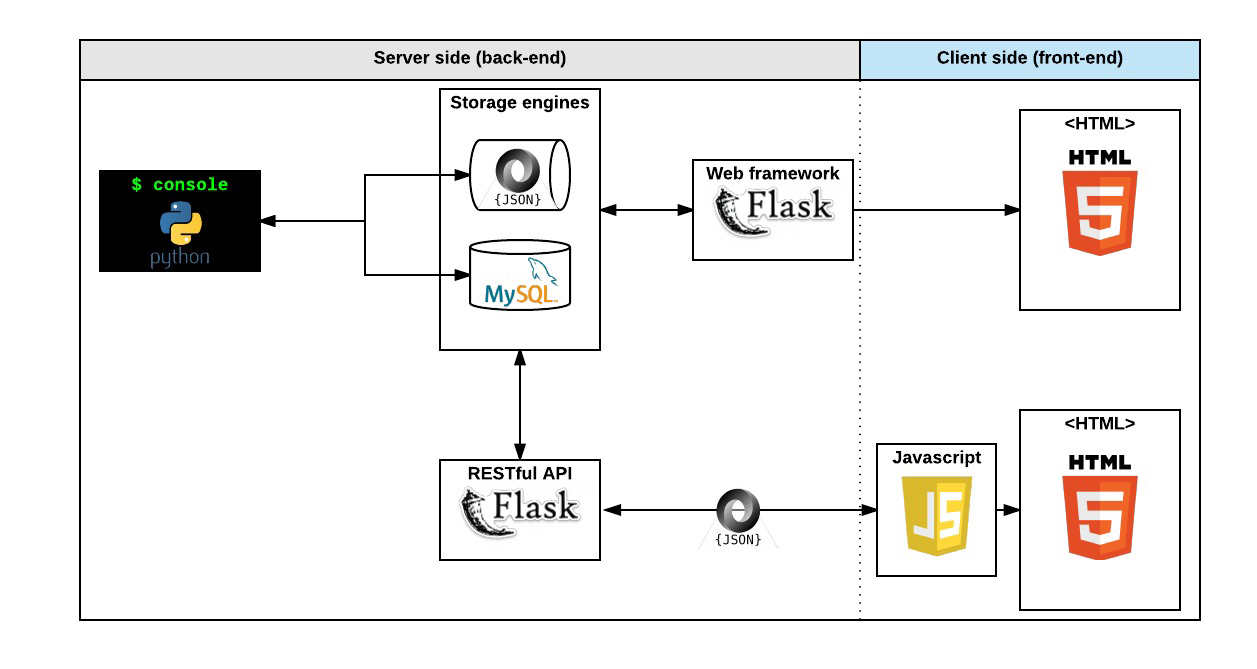 Server side (back-end)
Client side (front-end)
Storage engines
{JSON}
MySQL
$ console
python
Web framework
Flask
<HTML>
HTML
5
RESTful API
Flask
{JSON}
Javascript
JS
<HTML>
HTML
5